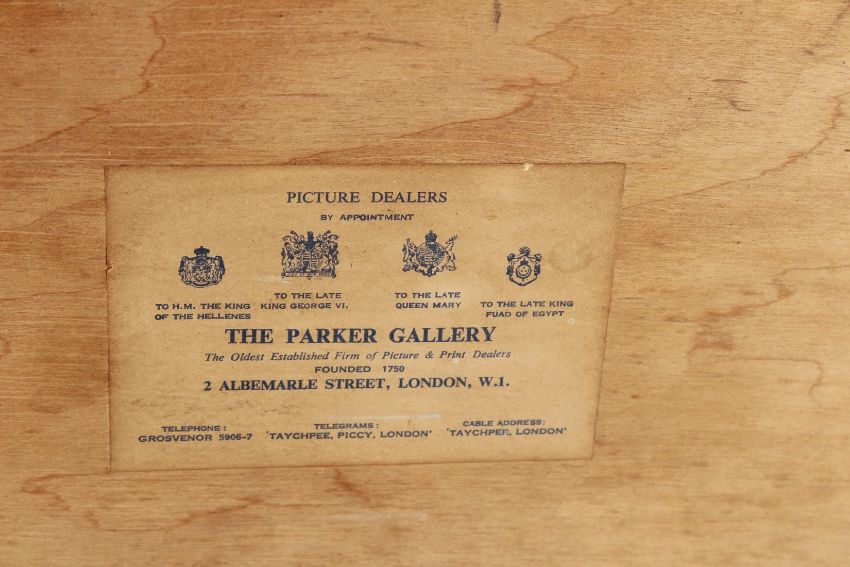 PICTURE DEALERS
BY APPOINTMENT
TO H.M. THE KING
OF THE HELLENES
TO THE LATE
KING GEORGE VI.
TO THE LATE
QUEEN MARY
TO THE LATE KING
FUAD OF EGYPT
THE PARKER GALLERY
The Oldest Established Firm of Picture & Print Dealers
FOUNDED 1750
2 ALBEMARLE STREET, LONDON, W.1.
TELEPHONE:
GROSVENOR 5906-7
TELEGRAMS:
'TAYCHPEE, PICCY, LONDON'
CABLE ADDRESS:
'TAYCHPEE, LONDON'